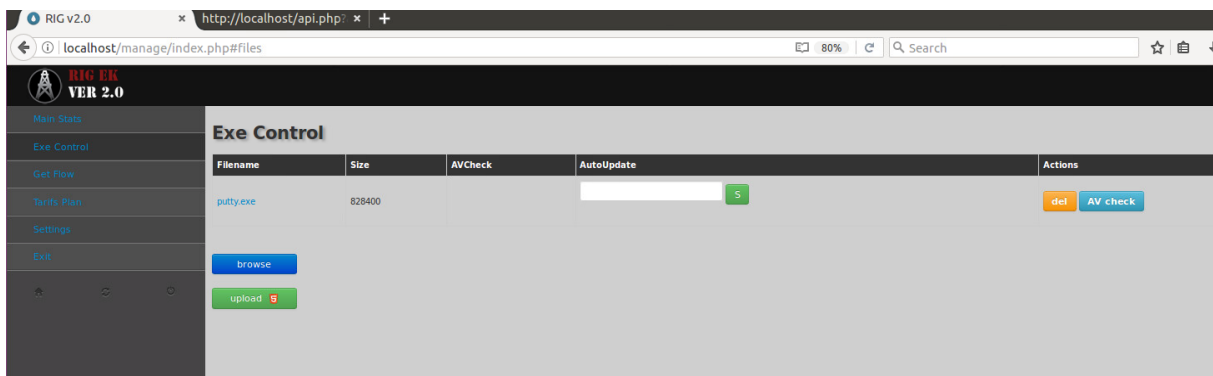 RIG v2.0 × http://localhost/api.php? × +
localhost/manage/index.php#files 80% Search
RIG EK
VER 2.0
Main Stats
Exe Control
Get Flow
Tarifs Plan
Settings
Exit
Exe Control
Filename Size AVCheck AutoUpdate Actions
putty.exe 828400 S del AV check
browse
upload 5